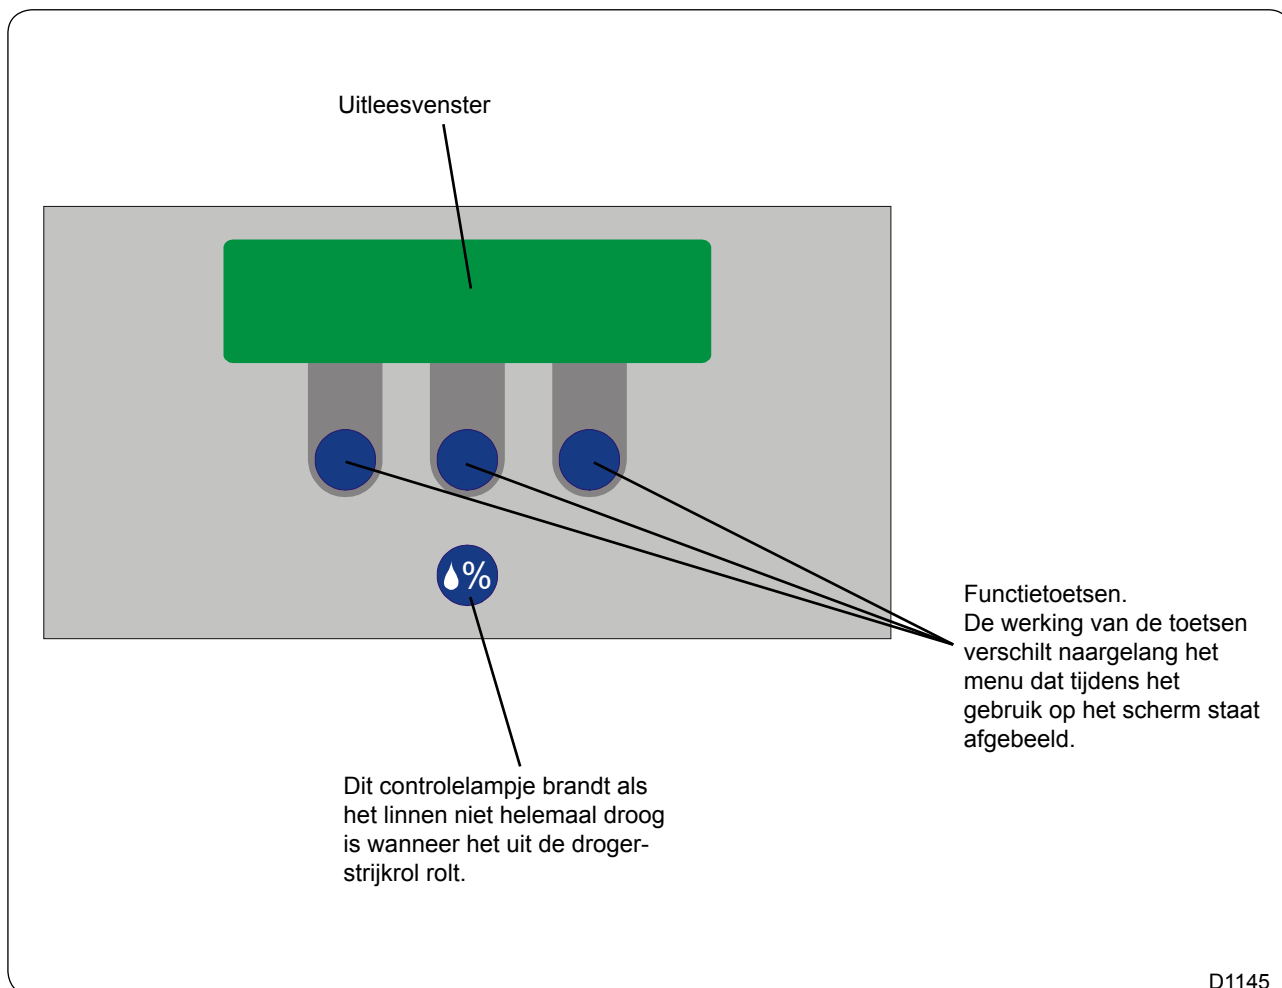 Uitleesvenster
%
Functietoetsen.
De werking van de toetsen
verschilt naargelang het
menu dat tijdens het
gebruik op het scherm staat
afgebeeld.
Dit controlelampje brandt als
het linnen niet helemaal droog
is wanneer het uit de droger-
strijkrol rolt.
D1145